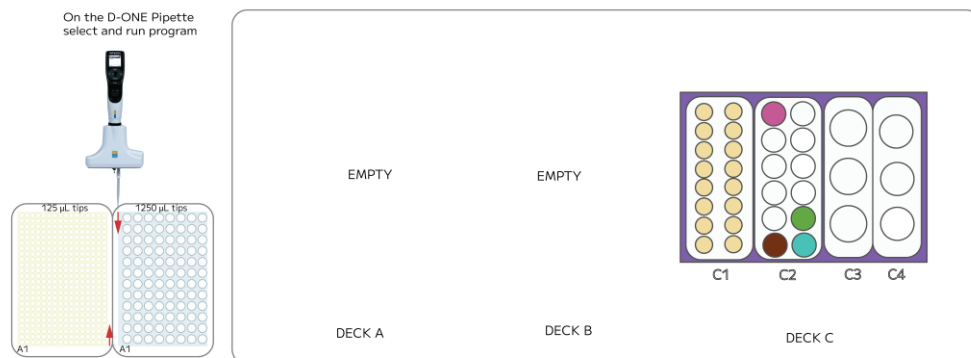 On the D-ONE Pipette
select and run program
125 µL tips
1250 µL tips
A1
A1
EMPTY
EMPTY
C1
C2
C3
C4
DECK A
DECK B
DECK C